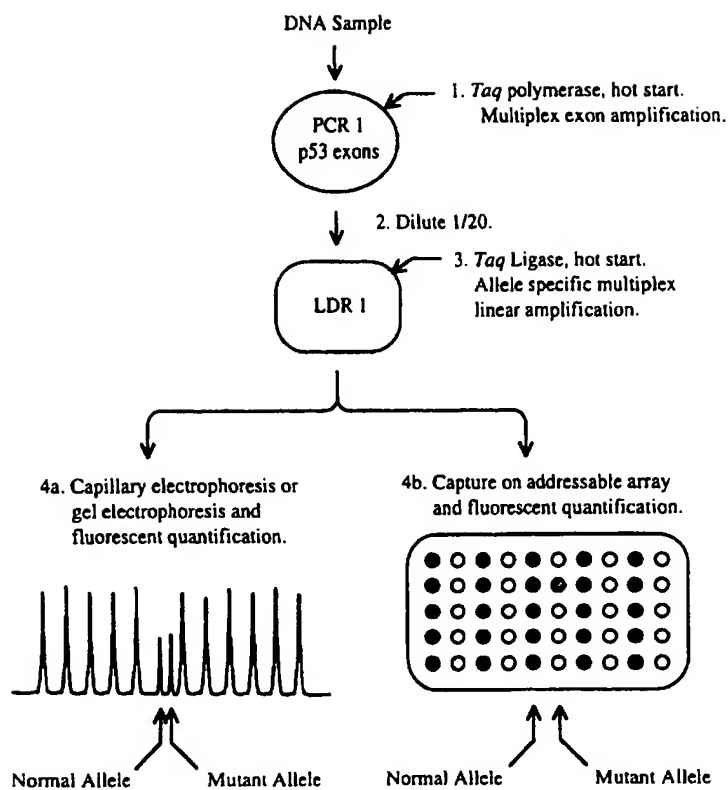 DNA Sample
PCR 1
p53 exons
1. Taq polymerase, hot start.
Multiplex exon amplification.
2. Dilute 1/20.
LDR 1
3. Taq Ligase, hot start.
Allele specific multiplex
linear amplification.
4a. Capillary electrophoresis or
gel electrophoresis and
fluorescent quantification.
4b. Capture on addressable array
and fluorescent quantification.
Normal Allele
Mutant Allele
Normal Allele
Mutant Allele